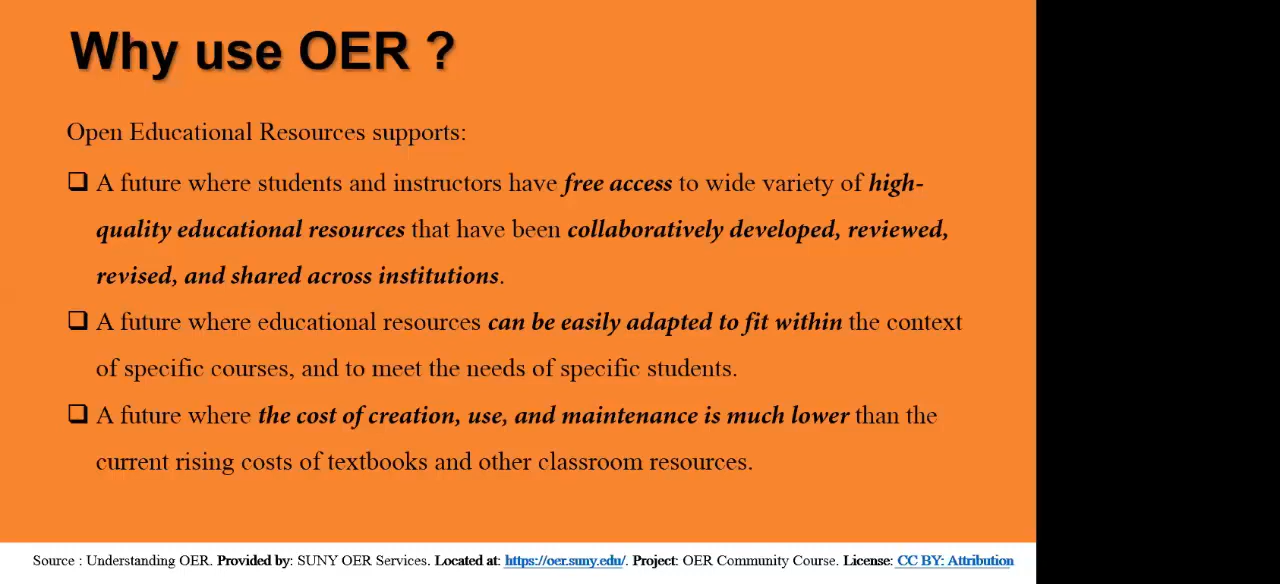 Why use OER ?
Open Educational Resources supports:
❑ A future where students and instructors have free access to wide variety of high-
quality educational resources that have been collaboratively developed, reviewed,
revised, and shared across institutions.
❑ A future where educational resources can be easily adapted to fit within the context
of specific courses, and to meet the needs of specific students.
❑ A future where the cost of creation, use, and maintenance is much lower than the
current rising costs of textbooks and other classroom resources.
Source : Understanding OER. Provided by: SUNY OER Services. Located at: https://oer.suny.edu/. Project: OER Community Course. License: CC BY: Attribution